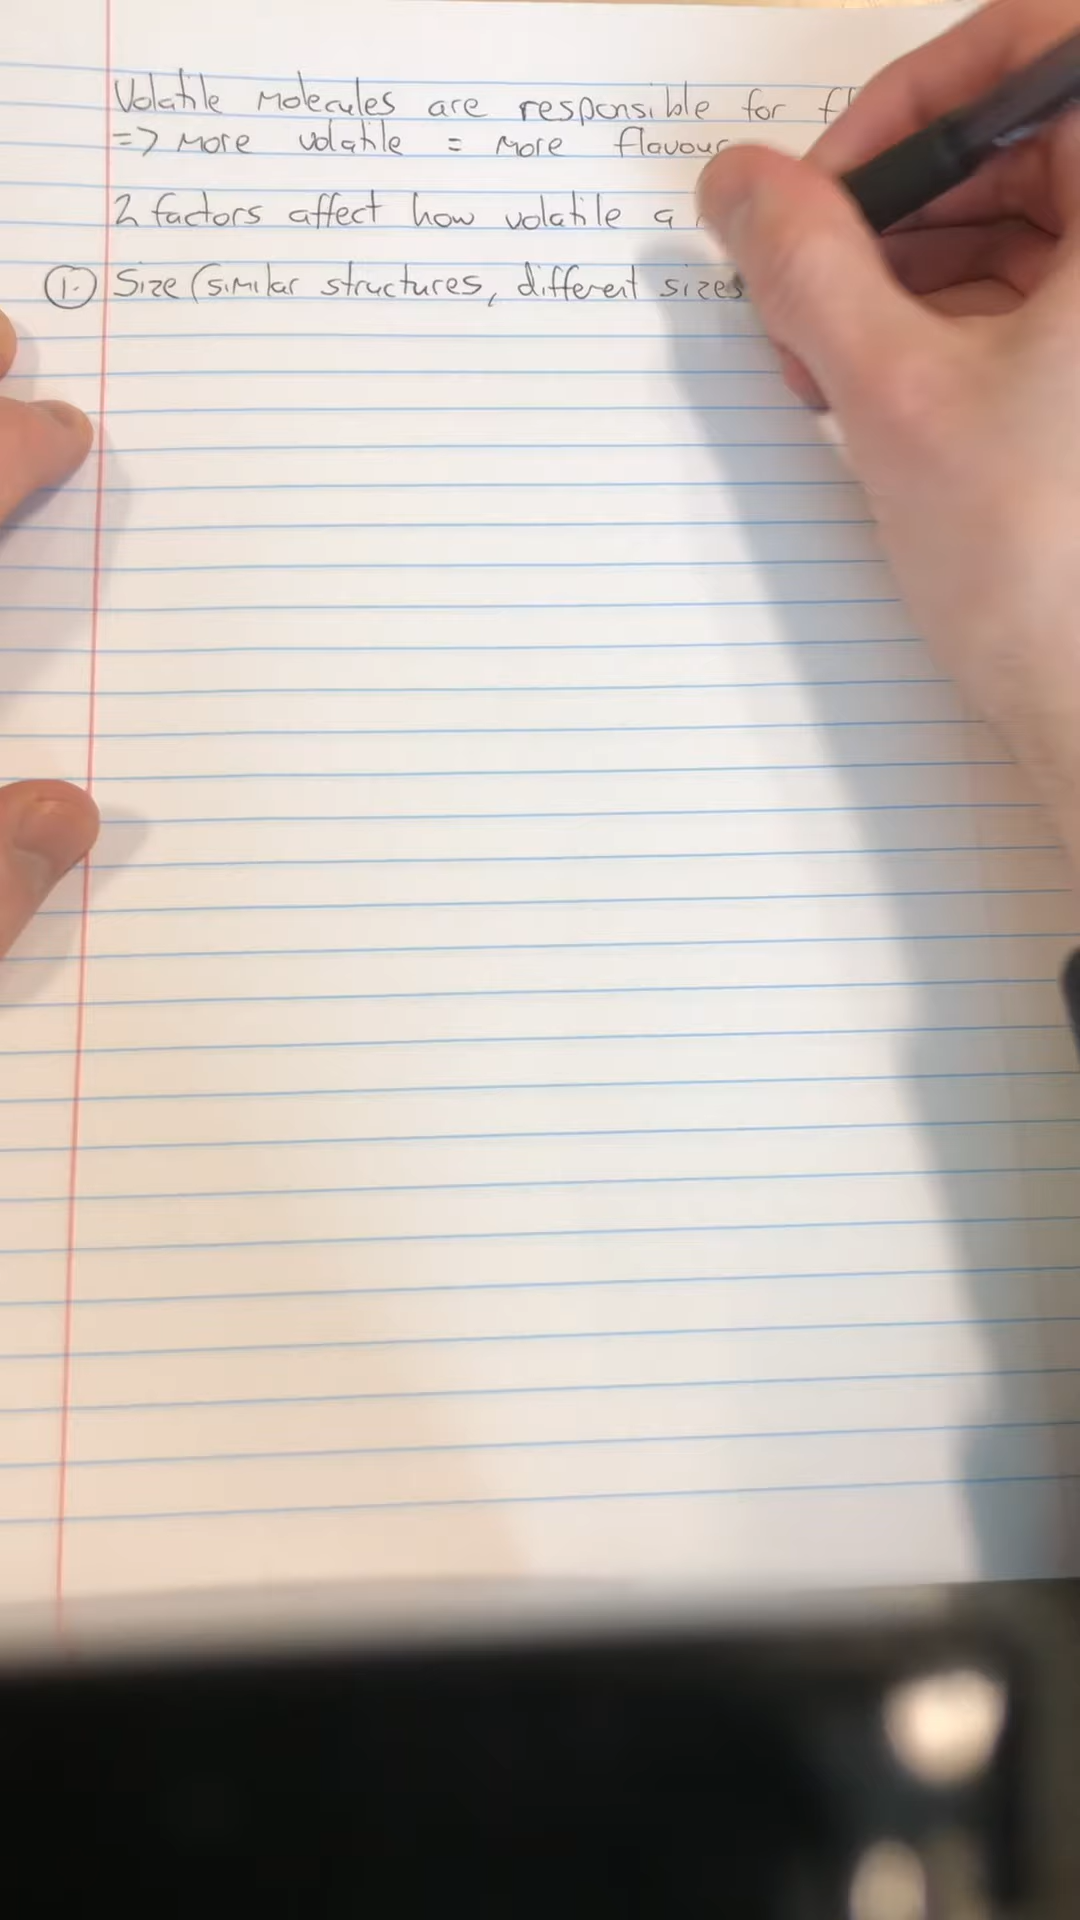 Volatile molecules are responsible for
=> More volatile = more flavour
2 factors affect how volatile a
1. Size (similar structures, different sizes